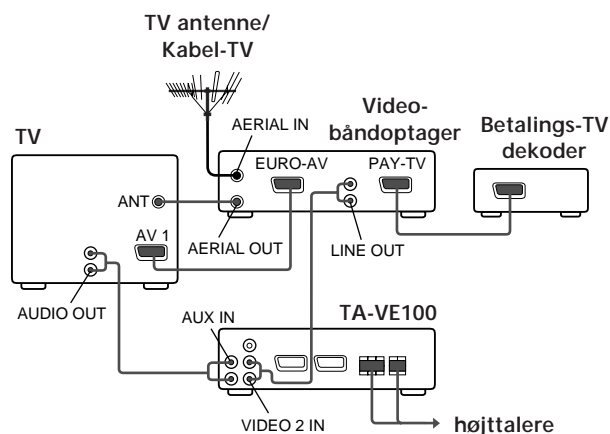 TV antenne/
Kabel-TV
TV
AERIAL IN
Video-
båndoptager
Betalings-TV
dekoder
EURO-AV
PAY-TV
ANT
AV 1
AERIAL OUT
LINE OUT
AUDIO OUT
AUX IN
TA-VE100
VIDEO 2 IN
højttalere